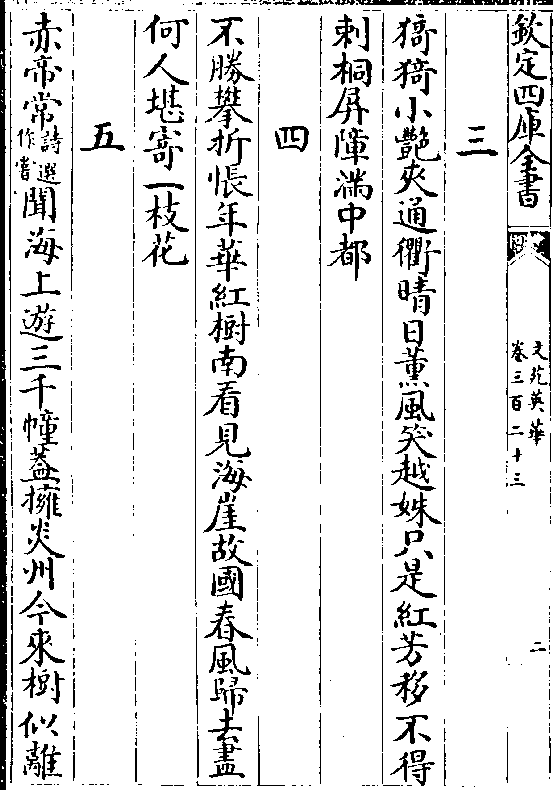 欽定四庫全書
文苑英華
卷三百二十三
二
三
猗猗小艷夾通衢晴日薰風笑越姝只是紅芳移不得
刺桐屏障滿中都
四
不勝攀折悵年華紅樹南看見海崖故國春風歸去盡
何人堪寄一枝花
五
赤帝常詩選作嘗聞海上遊三千幢蓋擁炎州今來樹似離